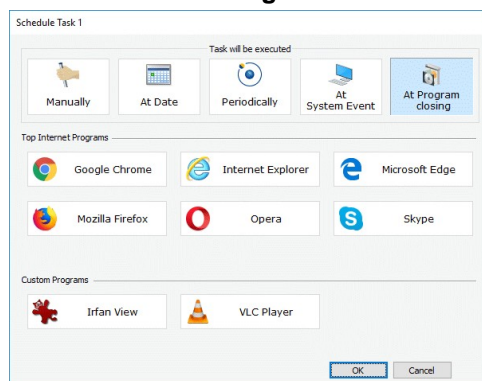 Schedule Task 1
Task will be executed
Manually
At Date
Periodically
At
System Event
At Program
closing
Top Internet Programs
Google Chrome
Internet Explorer
Microsoft Edge
Mozilla Firefox
Opera
Skype
Custom Programs
Irfan View
VLC Player
OK
Cancel